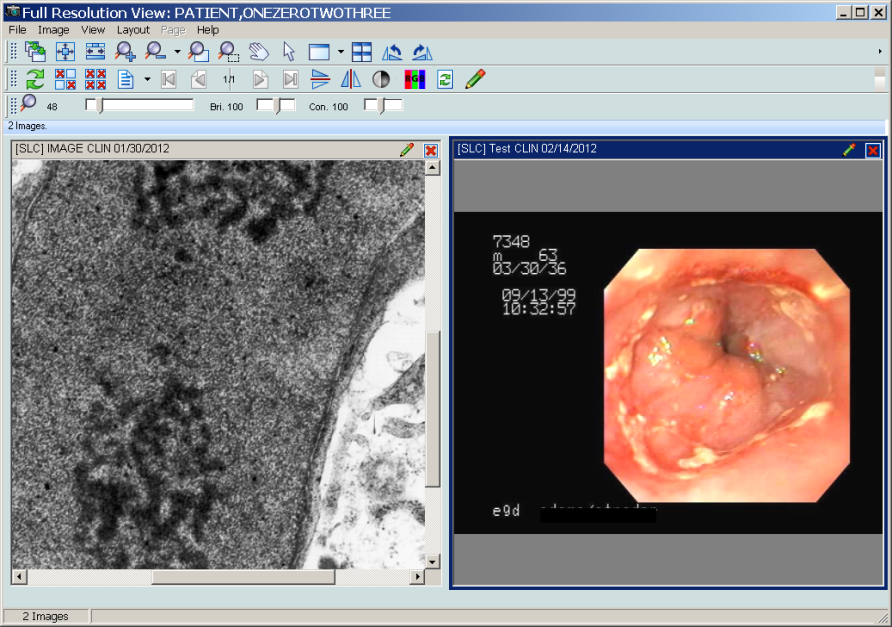 Full Resolution View: PATIENT,ONEZEROTWOTHREE
File Image View Layout Page Help
1/1
RGB
48 Bri. 100 Con. 100
2 Images.
[SLC] IMAGE CLIN 01/30/2012
[SLC] Test CLIN 02/14/2012
7348
m 63
03/30/36
09/13/99
10:32:57
egd
2 Images